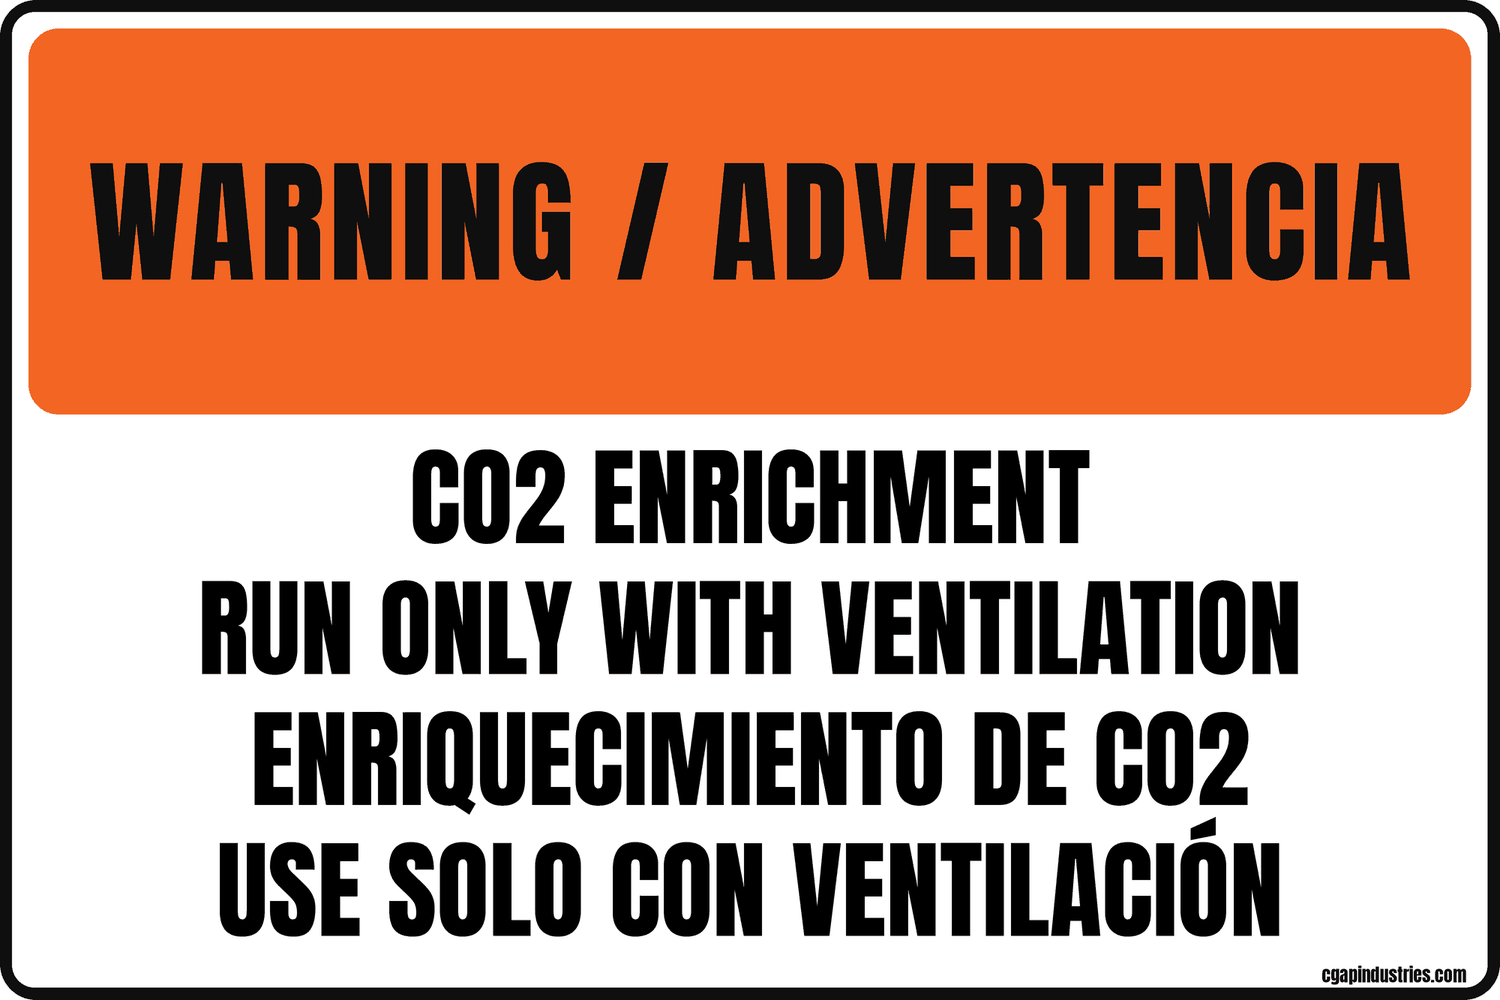 WARNING / ADVERTENCIA
CO2 ENRICHMENT
RUN ONLY WITH VENTILATION
ENRIQUECIMIENTO DE CO2
USE SOLO CON VENTILACIÓN
cgapindustries.com